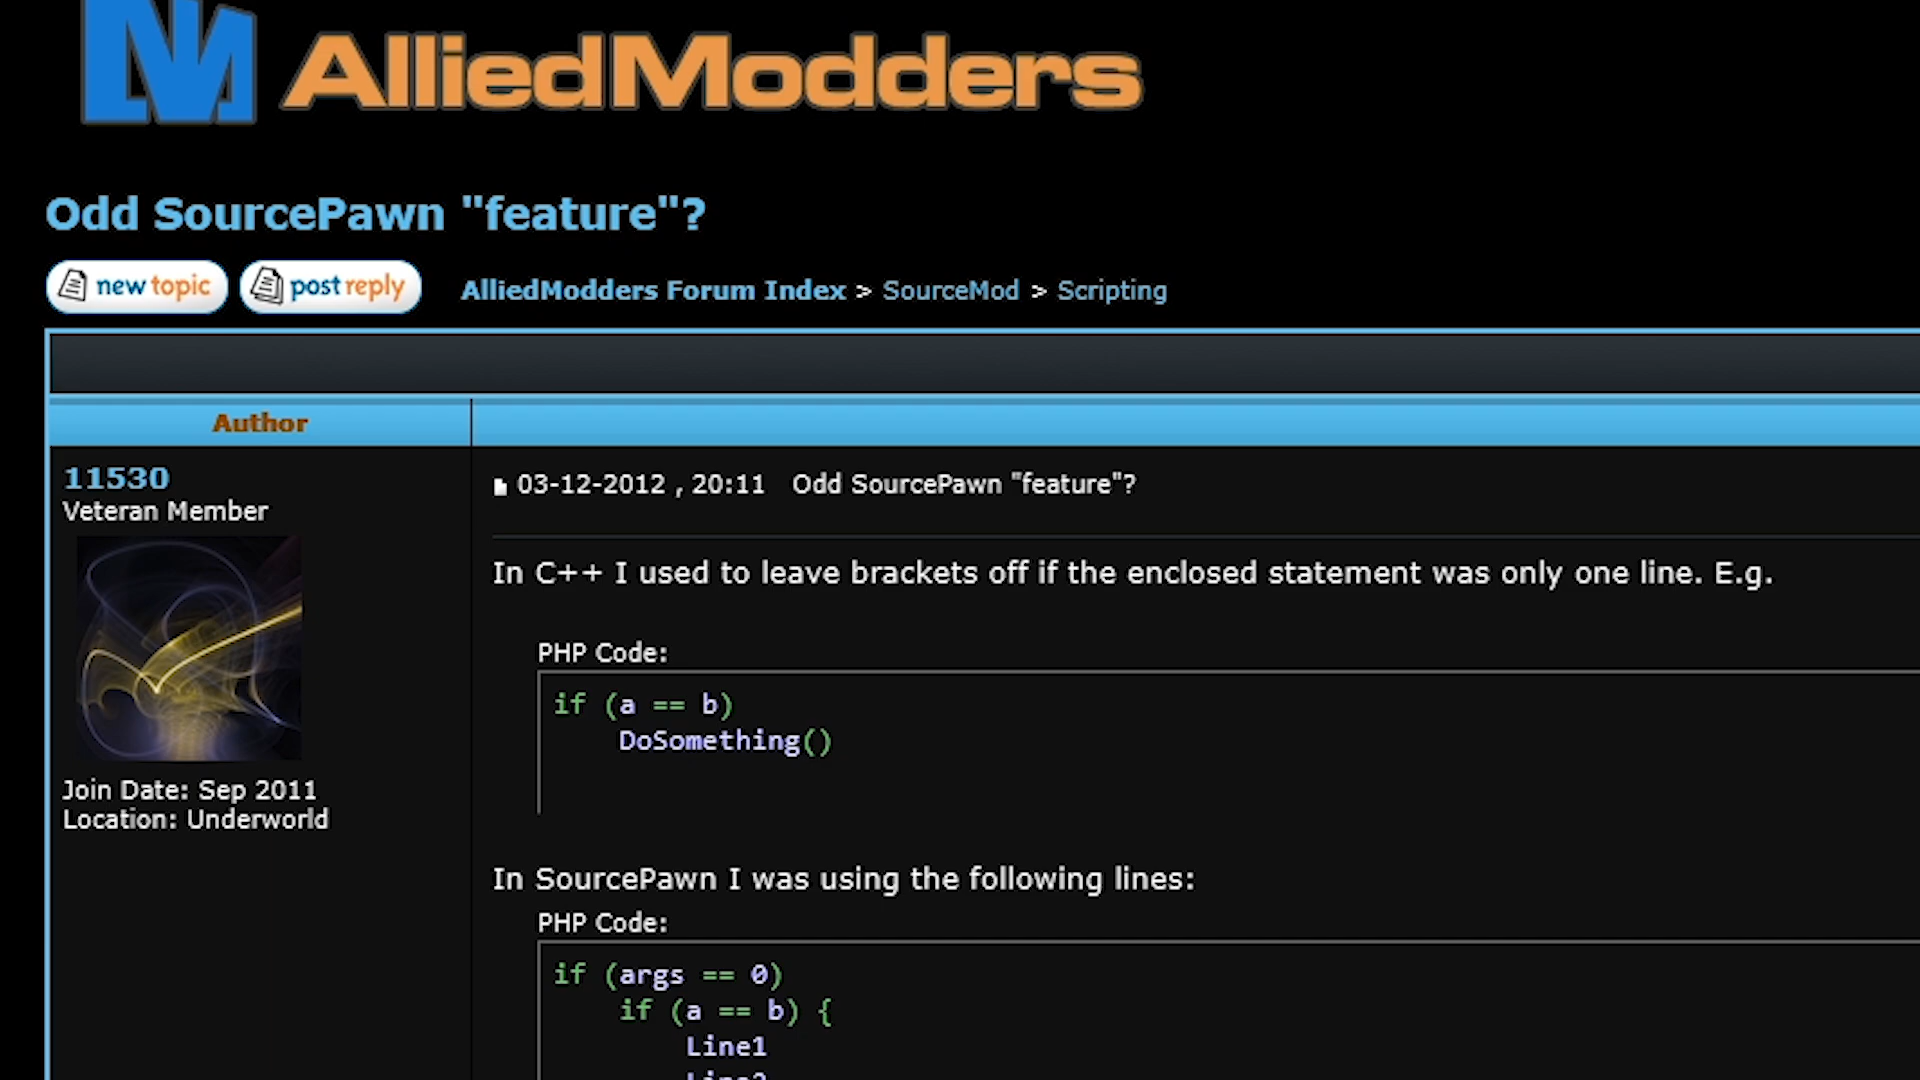 AlliedModders
Odd SourcePawn "feature"?
new topic post reply AlliedModders Forum Index > SourceMod > Scripting
Author
11530
Veteran Member
Join Date: Sep 2011
Location: Underworld
03-12-2012 , 20:11 Odd SourcePawn "feature"?
In C++ I used to leave brackets off if the enclosed statement was only one line. E.g.
PHP Code:
if (a == b)
DoSomething()
In SourcePawn I was using the following lines:
PHP Code:
if (args == 0)
if (a == b) {
Line1